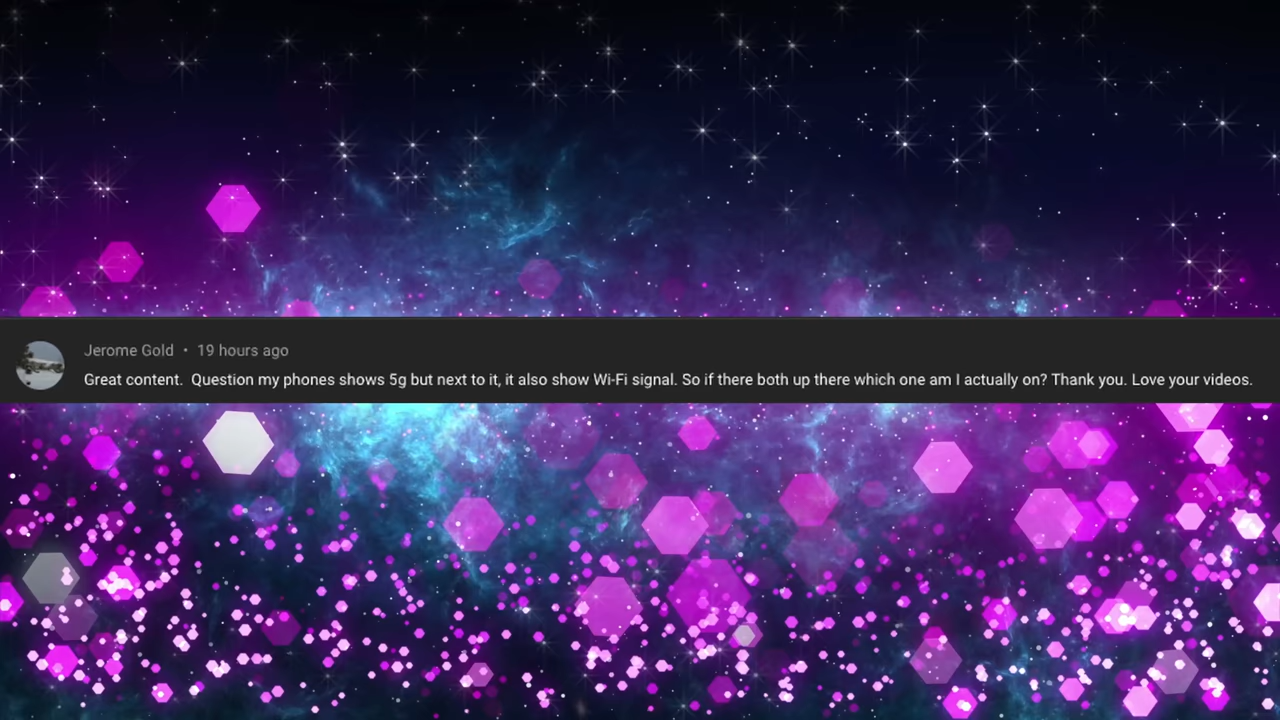 Jerome Gold • 19 hours ago
Great content.  Question my phones shows 5g but next to it, it also show Wi-Fi signal. So if there both up there which one am I actually on? Thank you. Love your videos.